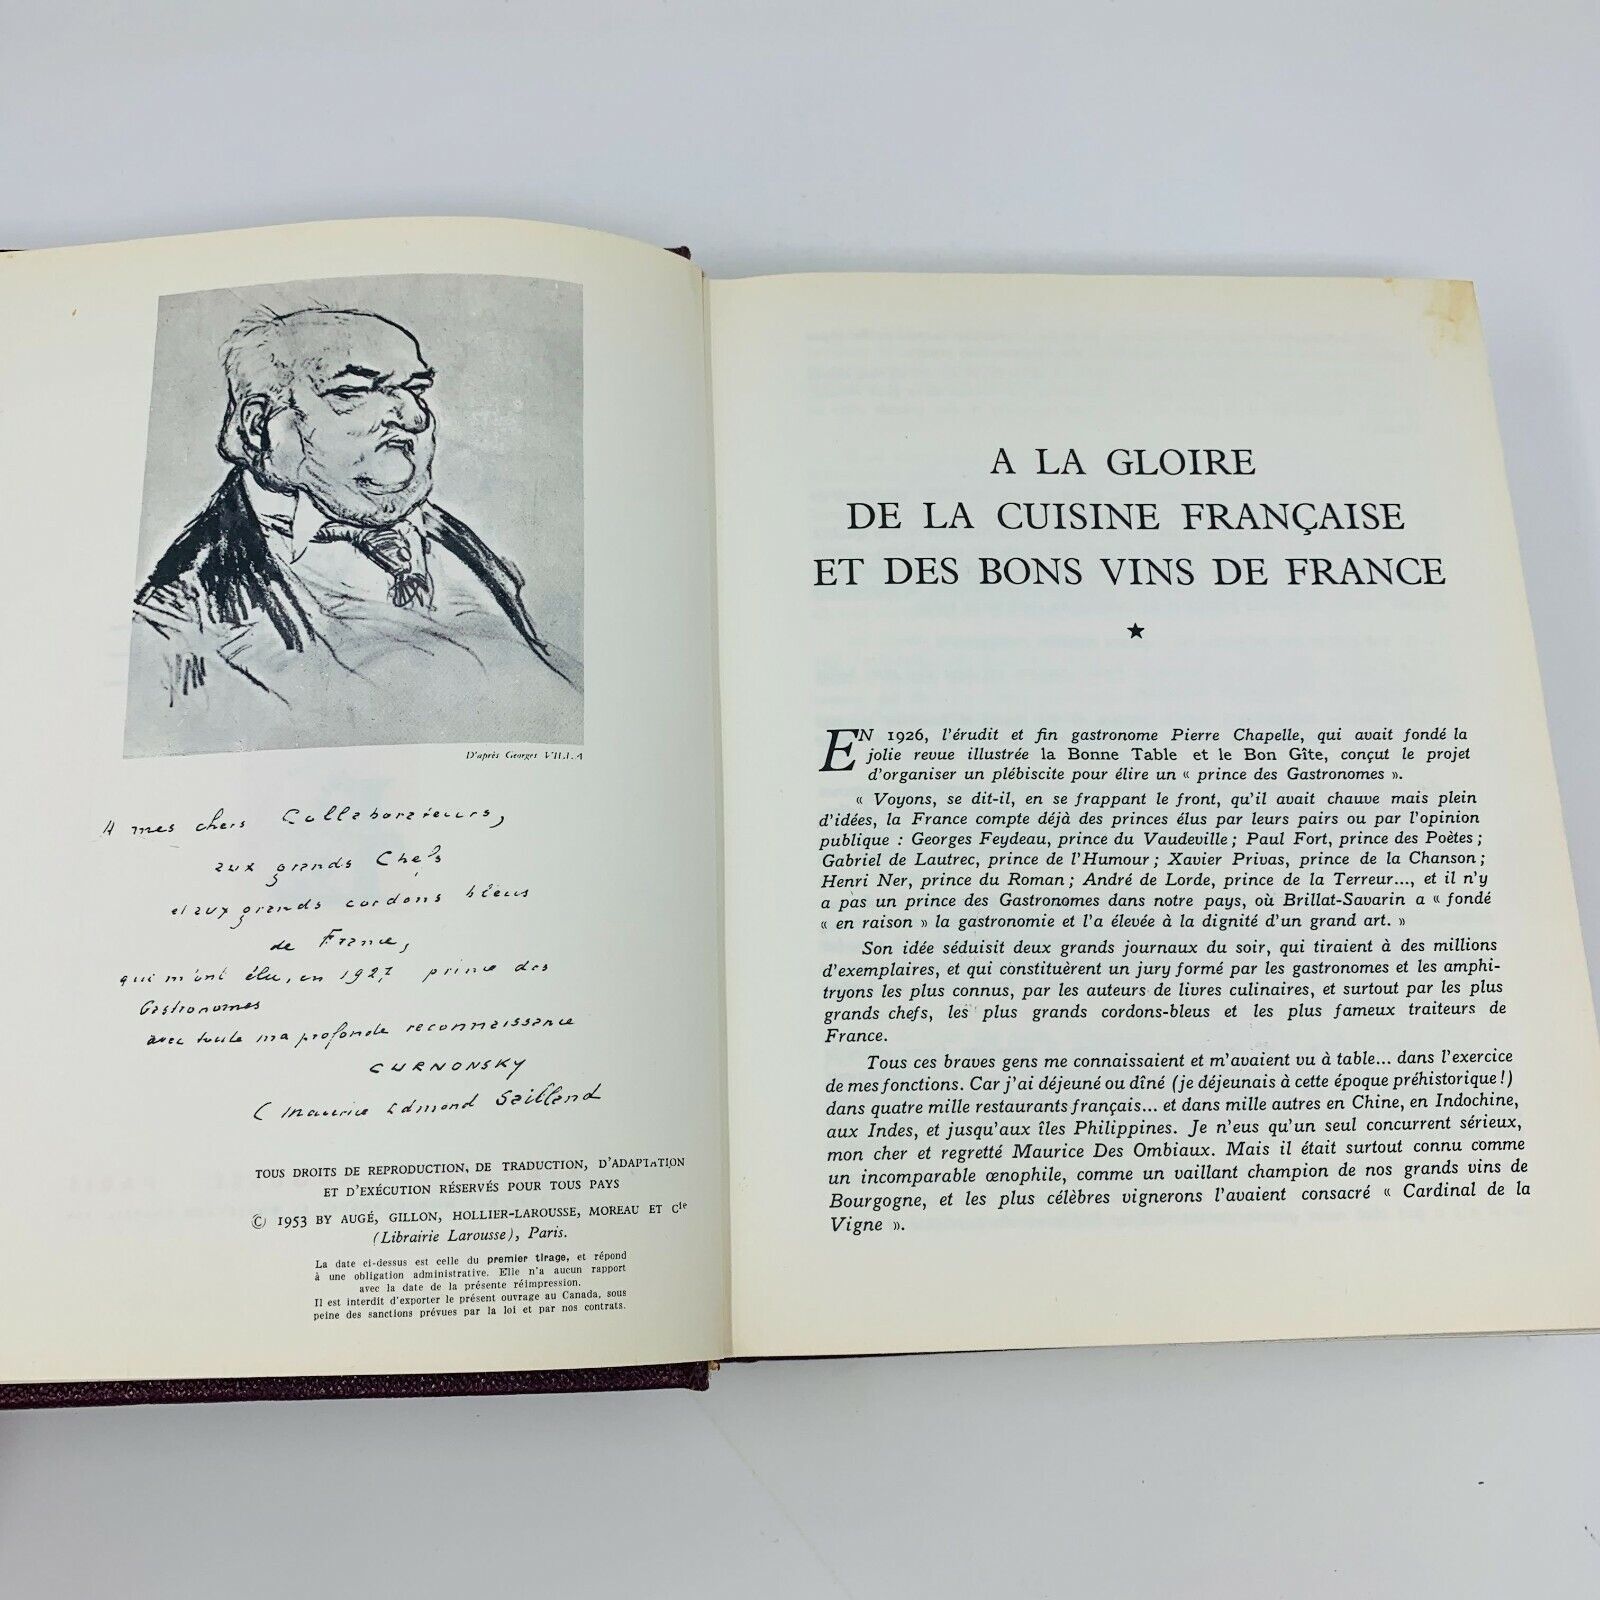 D'après Georges VILLA
A mes chers Collaborateurs,
aux grands Chefs
et aux grands cordons bleus
de France,
qui m'ont élu, en 1927 prince des
Gastronomes
avec toute ma profonde reconnaissance
CURNONSKY
(Maurice Edmond Sailland
TOUS DROITS DE REPRODUCTION, DE TRADUCTION, D'ADAPTATION
ET D'EXÉCUTION RÉSERVÉS POUR TOUS PAYS
© 1953 BY AUGÉ, GILLON, HOLLIER-LAROUSSE, MOREAU ET Cie
(Librairie Larousse), Paris.
La date ci-dessus est celle du premier tirage, et répond
à une obligation administrative. Elle n'a aucun rapport
avec la date de la présente réimpression.
Il est interdit d'exporter le présent ouvrage au Canada, sous
peine des sanctions prévues par la loi et par nos contrats.
A LA GLOIRE
DE LA CUISINE FRANÇAISE
ET DES BONS VINS DE FRANCE
★
EN 1926, l'érudit et fin gastronome Pierre Chapelle, qui avait fondé la
jolie revue illustrée la Bonne Table et le Bon Gîte, conçut le projet
d'organiser un plébiscite pour élire un « prince des Gastronomes ».
« Voyons, se dit-il, en se frappant le front, qu'il avait chauve mais plein
d'idées, la France compte déjà des princes élus par leurs pairs ou par l'opinion
publique : Georges Feydeau, prince du Vaudeville ; Paul Fort, prince des Poètes ;
Gabriel de Lautrec, prince de l'Humour ; Xavier Privas, prince de la Chanson ;
Henri Ner, prince du Roman ; André de Lorde, prince de la Terreur..., et il n'y
a pas un prince des Gastronomes dans notre pays, où Brillat-Savarin a « fondé
« en raison » la gastronomie et l'a élevée à la dignité d'un grand art. »
Son idée séduisit deux grands journaux du soir, qui tiraient à des millions
d'exemplaires, et qui constituèrent un jury formé par les gastronomes et les amphi-
tryons les plus connus, par les auteurs de livres culinaires, et surtout par les plus
grands chefs, les plus grands cordons-bleus et les plus fameux traiteurs de
France.
Tous ces braves gens me connaissaient et m'avaient vu à table... dans l'exercice
de mes fonctions. Car j'ai déjeuné ou dîné (je déjeunais à cette époque préhistorique !)
dans quatre mille restaurants français... et dans mille autres en Chine, en Indochine,
aux Indes, et jusqu'aux îles Philippines. Je n'eus qu'un seul concurrent sérieux,
mon cher et regretté Maurice Des Ombiaux. Mais il était surtout connu comme
un incomparable œnophile, comme un vaillant champion de nos grands vins de
Bourgogne, et les plus célèbres vignerons l'avaient consacré « Cardinal de la
Vigne ».